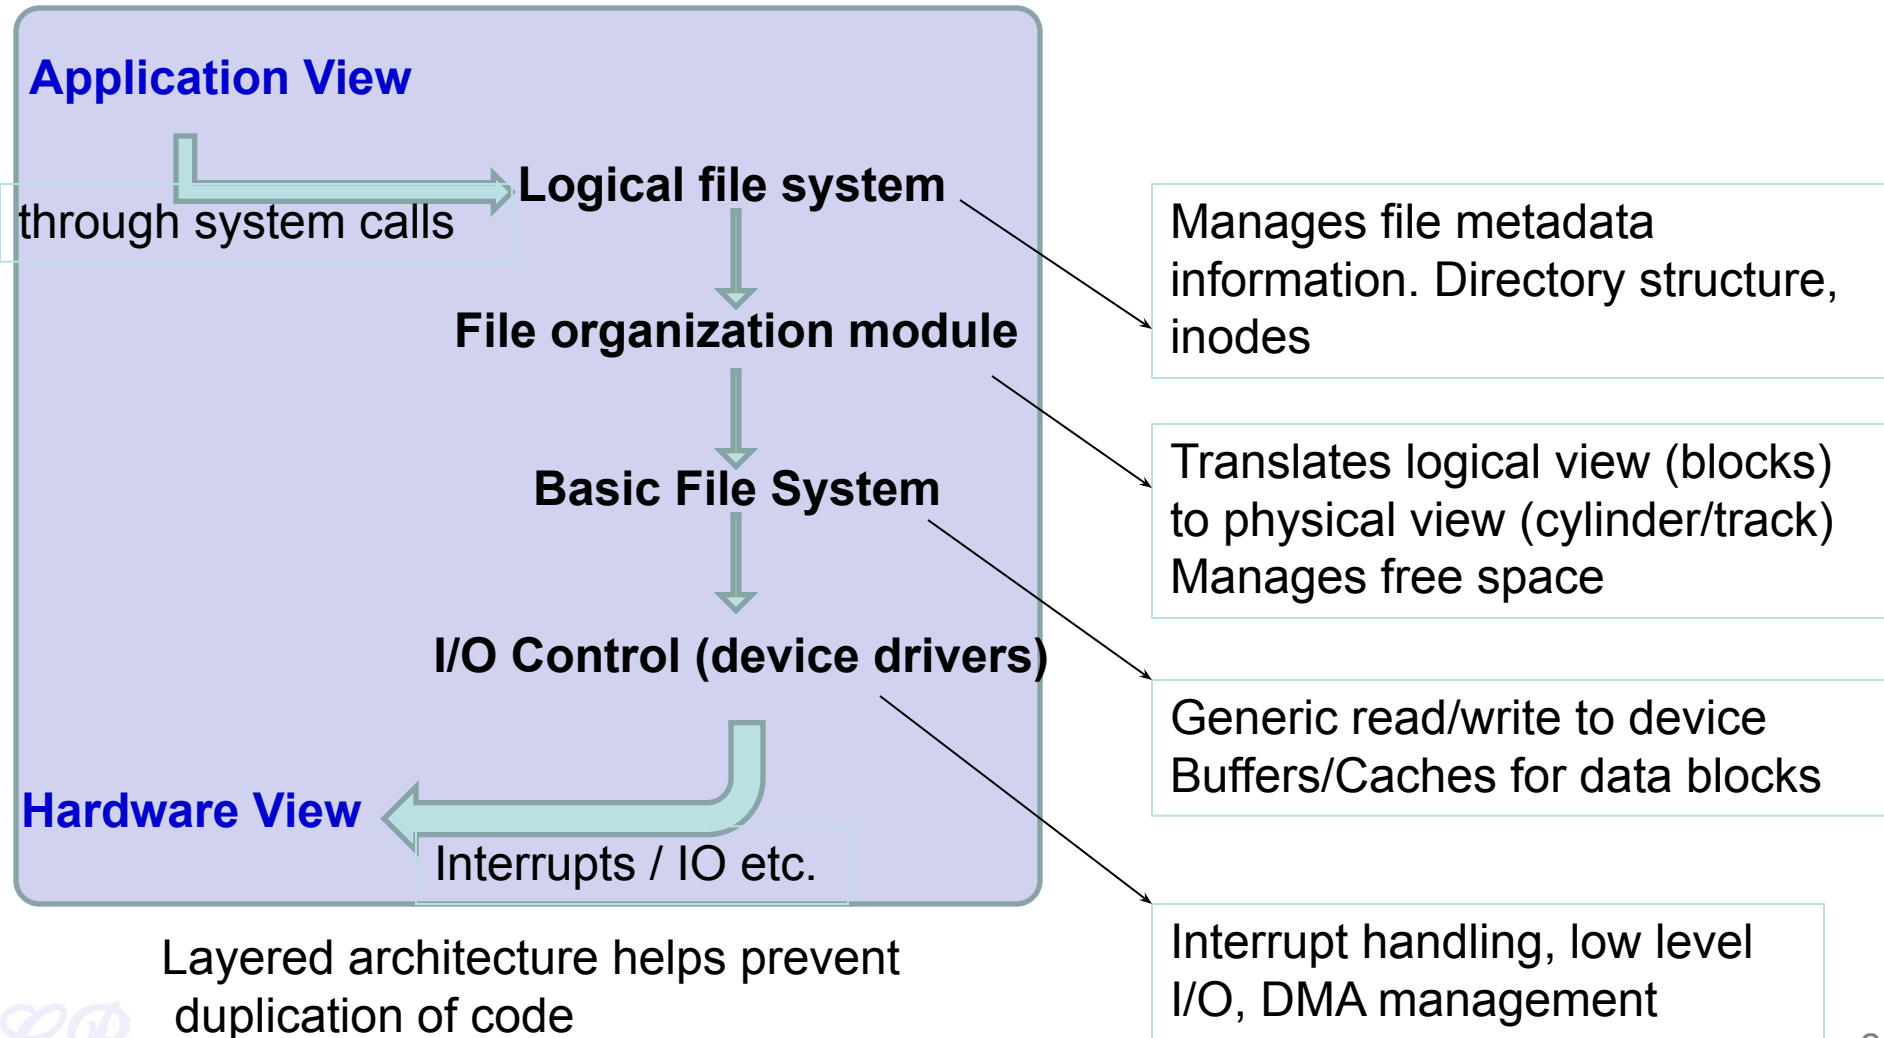 Application View
through system calls
Logical file system
File organization module
Basic File System
I/O Control (device drivers)
Hardware View
Interrupts / IO etc.
Layered architecture helps prevent
duplication of code
Manages file metadata
information. Directory structure,
inodes
Translates logical view (blocks)
to physical view (cylinder/track)
Manages free space
Generic read/write to device
Buffers/Caches for data blocks
Interrupt handling, low level
I/O, DMA management